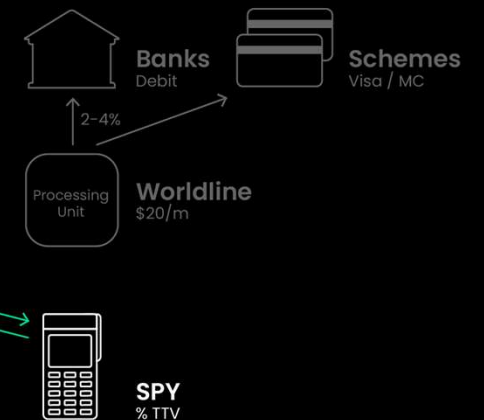 Banks
Debit
Schemes
Visa / MC
2-4%
Processing
Unit
Worldline
$20/m
SPY
% TTV